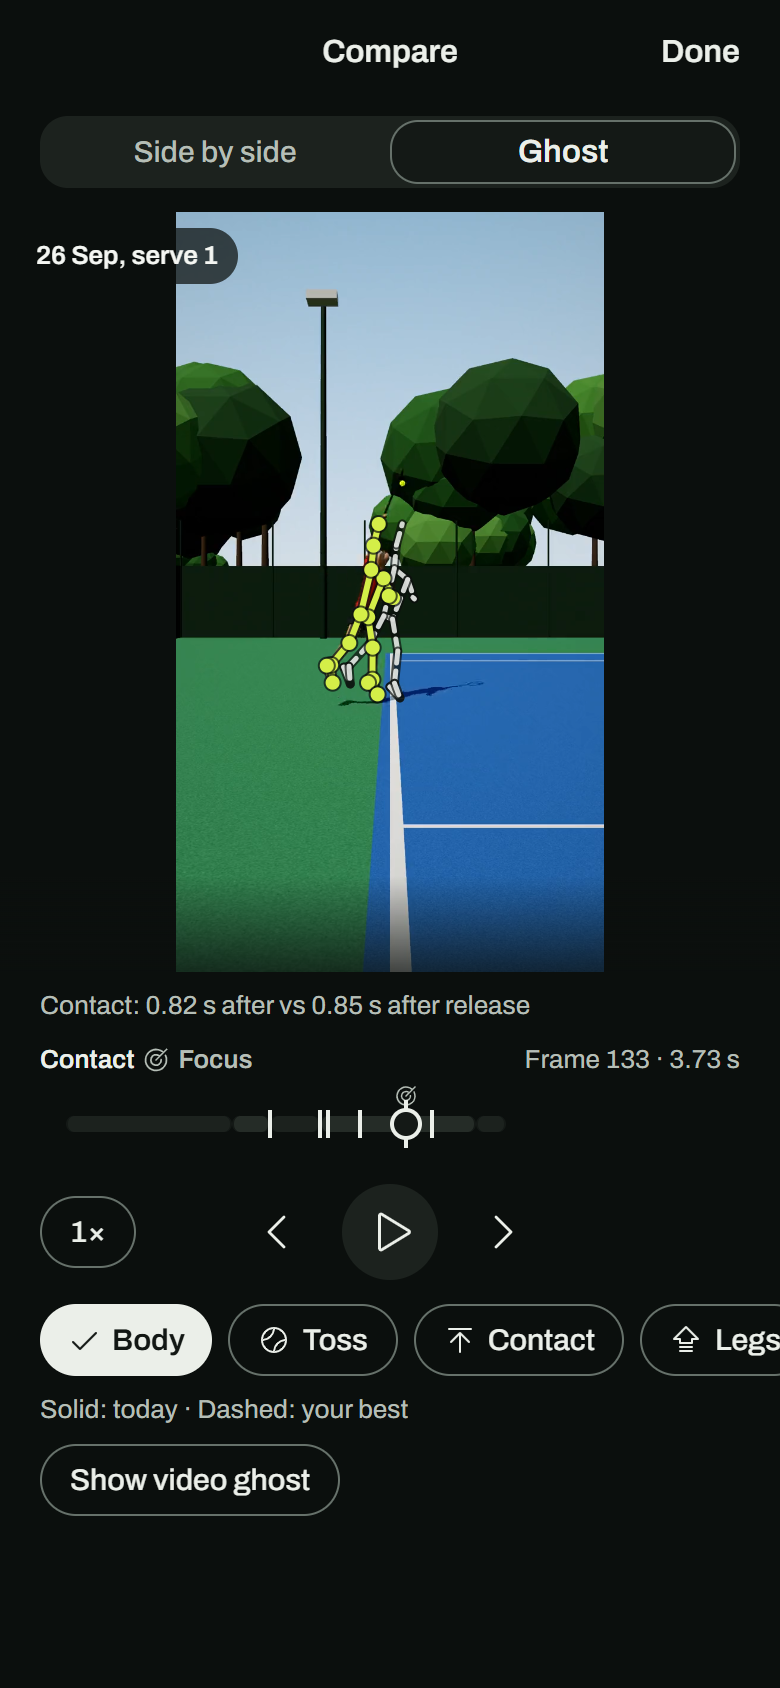 Compare
Done
Side by side
Ghost
26 Sep, serve 1
Contact: 0.82 s after vs 0.85 s after release
Contact Focus
Frame 133 · 3.73 s
1×
Body
Toss
Contact
Legs
Solid: today · Dashed: your best
Show video ghost